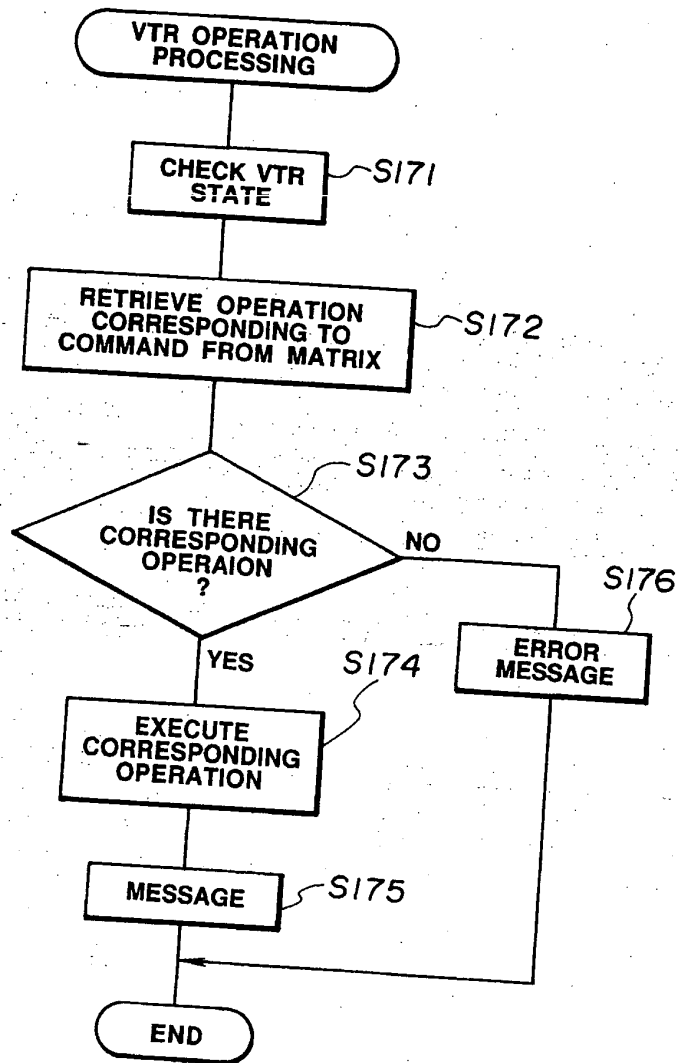 VTR OPERATION
PROCESSING
CHECK VTR
STATE
S171
RETRIEVE OPERATION
CORRESPONDING TO
COMMAND FROM MATRIX
S172
S173
IS THERE
CORRESPONDING
OPERAION
?
NO
YES
S176
ERROR
MESSAGE
S174
EXECUTE
CORRESPONDING
OPERATION
MESSAGE
S175
END